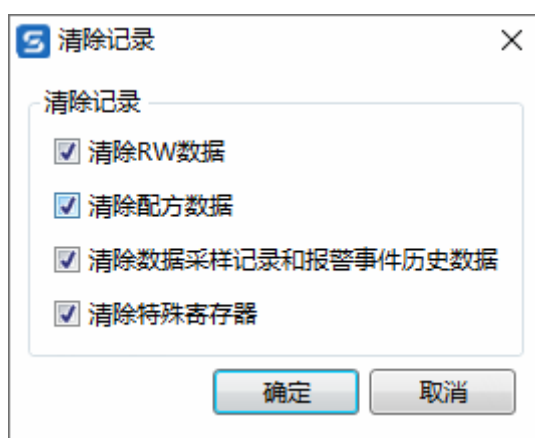 清除记录
清除记录
清除RW数据
清除配方数据
清除数据采样记录和报警事件历史数据
清除特殊寄存器
确定
取消